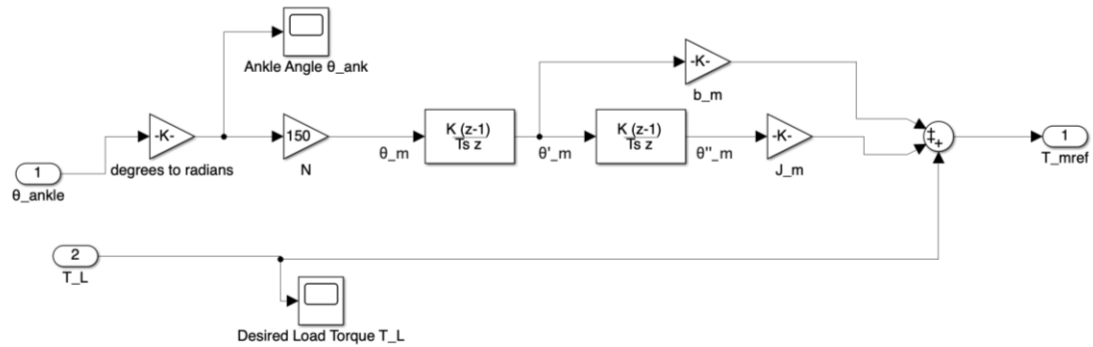 Ankle Angle θ_ank
-K-
b_m
1
θ_ankle
-K-
degrees to radians
150
N
θ_m
K (z-1)
Ts z
θ'_m
K (z-1)
Ts z
θ''_m
-K-
J_m
+
+
+
1
T_mref
2
T_L
Desired Load Torque T_L